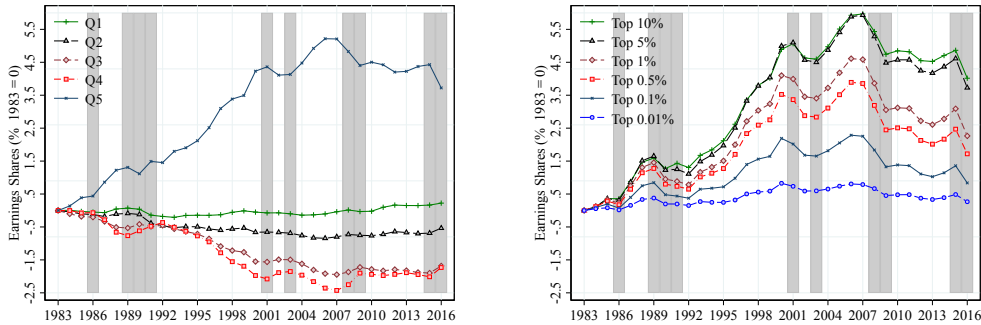 Earnings Shares (% 1983 = 0)
5.5
4.5
3.5
2.5
1.5
.5
-.5
-1.5
-2.5
Q1
Q2
Q3
Q4
Q5
1983 1986 1989 1992 1995 1998 2001 2004 2007 2010 2013 2016
Earnings Shares (% 1983 = 0)
5.5
4.5
3.5
2.5
1.5
.5
-.5
-1.5
-2.5
Top 10%
Top 5%
Top 1%
Top 0.5%
Top 0.1%
Top 0.01%
1983 1986 1989 1992 1995 1998 2001 2004 2007 2010 2013 2016